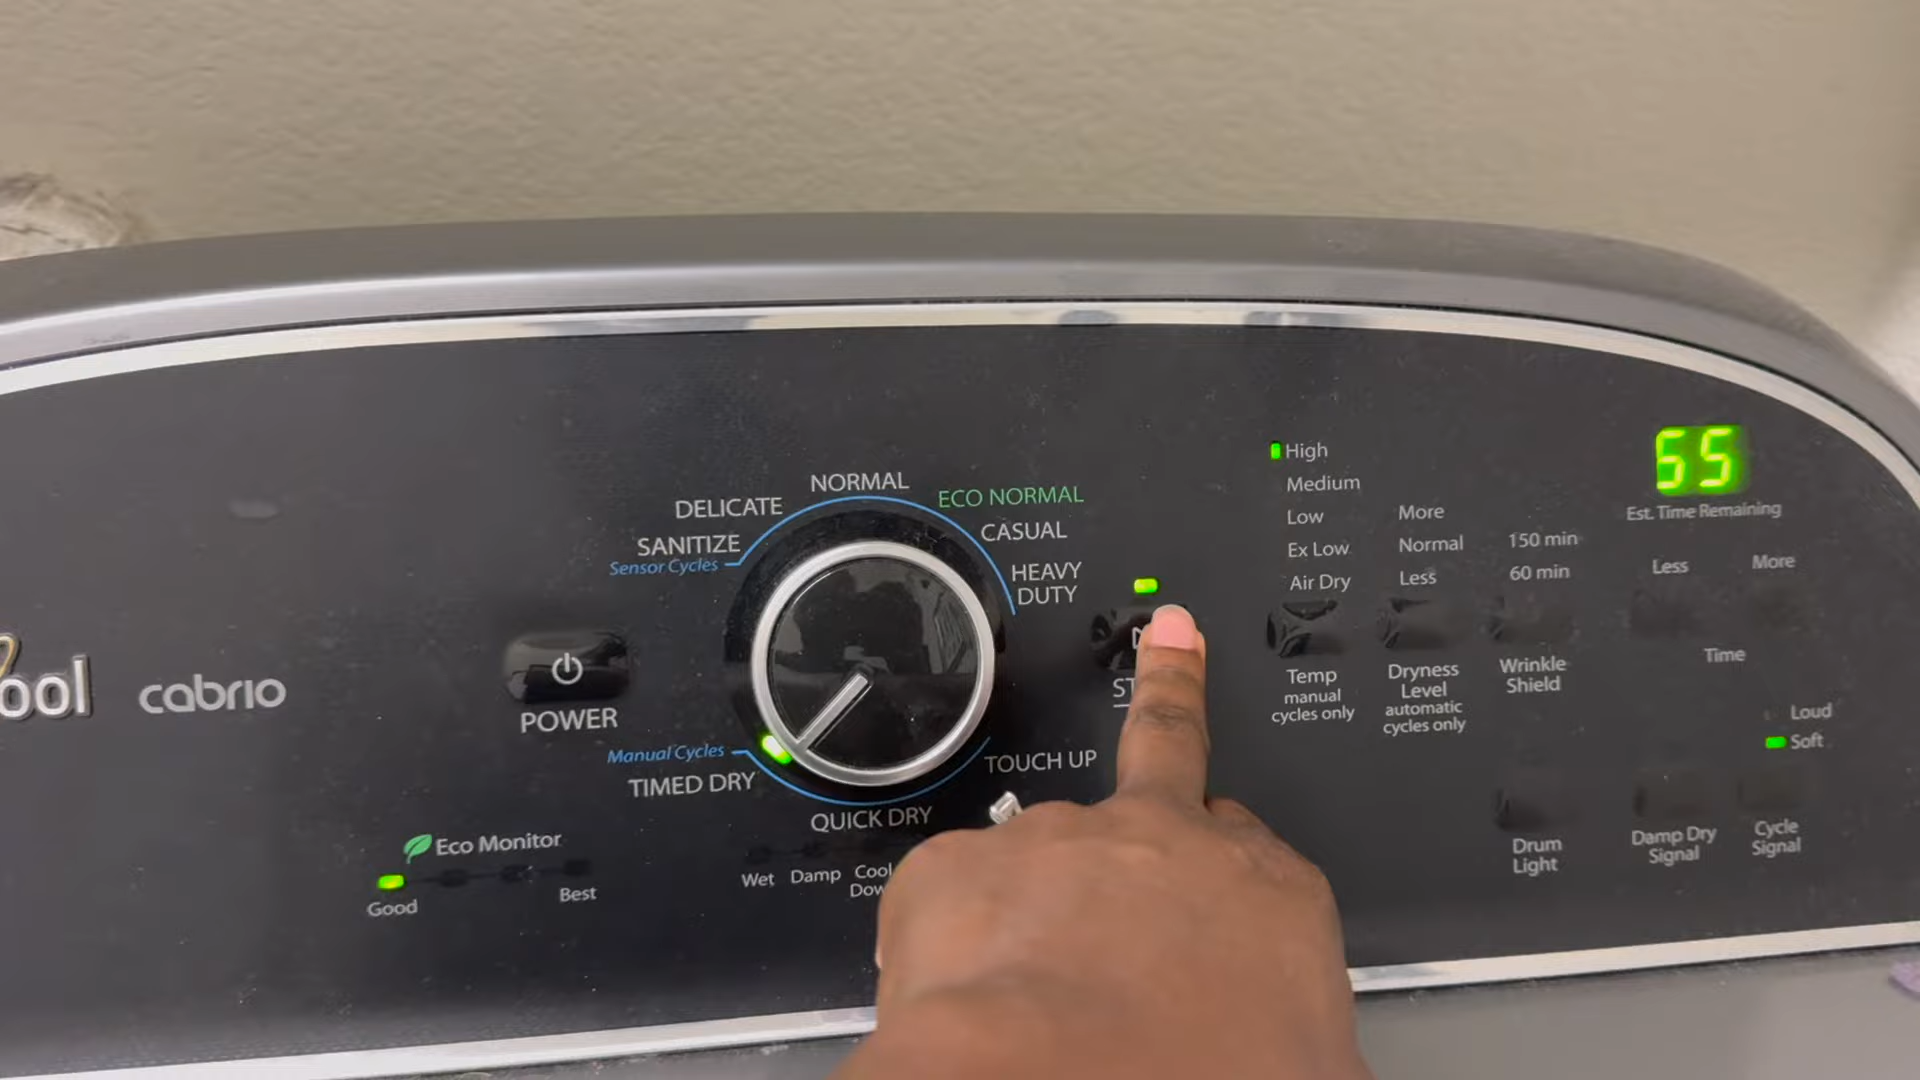 NORMAL
DELICATE
ECO NORMAL
SANITIZE
CASUAL
Sensor Cycles
HEAVY
DUTY
cabrio
POWER
Manual Cycles
TIMED DRY
TOUCH UP
QUICK DRY
Eco Monitor
Good
Best
Wet
Damp
Cool
High
Medium
Low
Ex Low
Air Dry
Temp
manual
cycles only
More
Normal
Less
Dryness
Level
automatic
cycles only
150 min
60 min
Wrinkle
Shield
Est. Time Remaining
Less
More
Time
Loud
Soft
Drum
Light
Damp Dry
Signal
Cycle
Signal